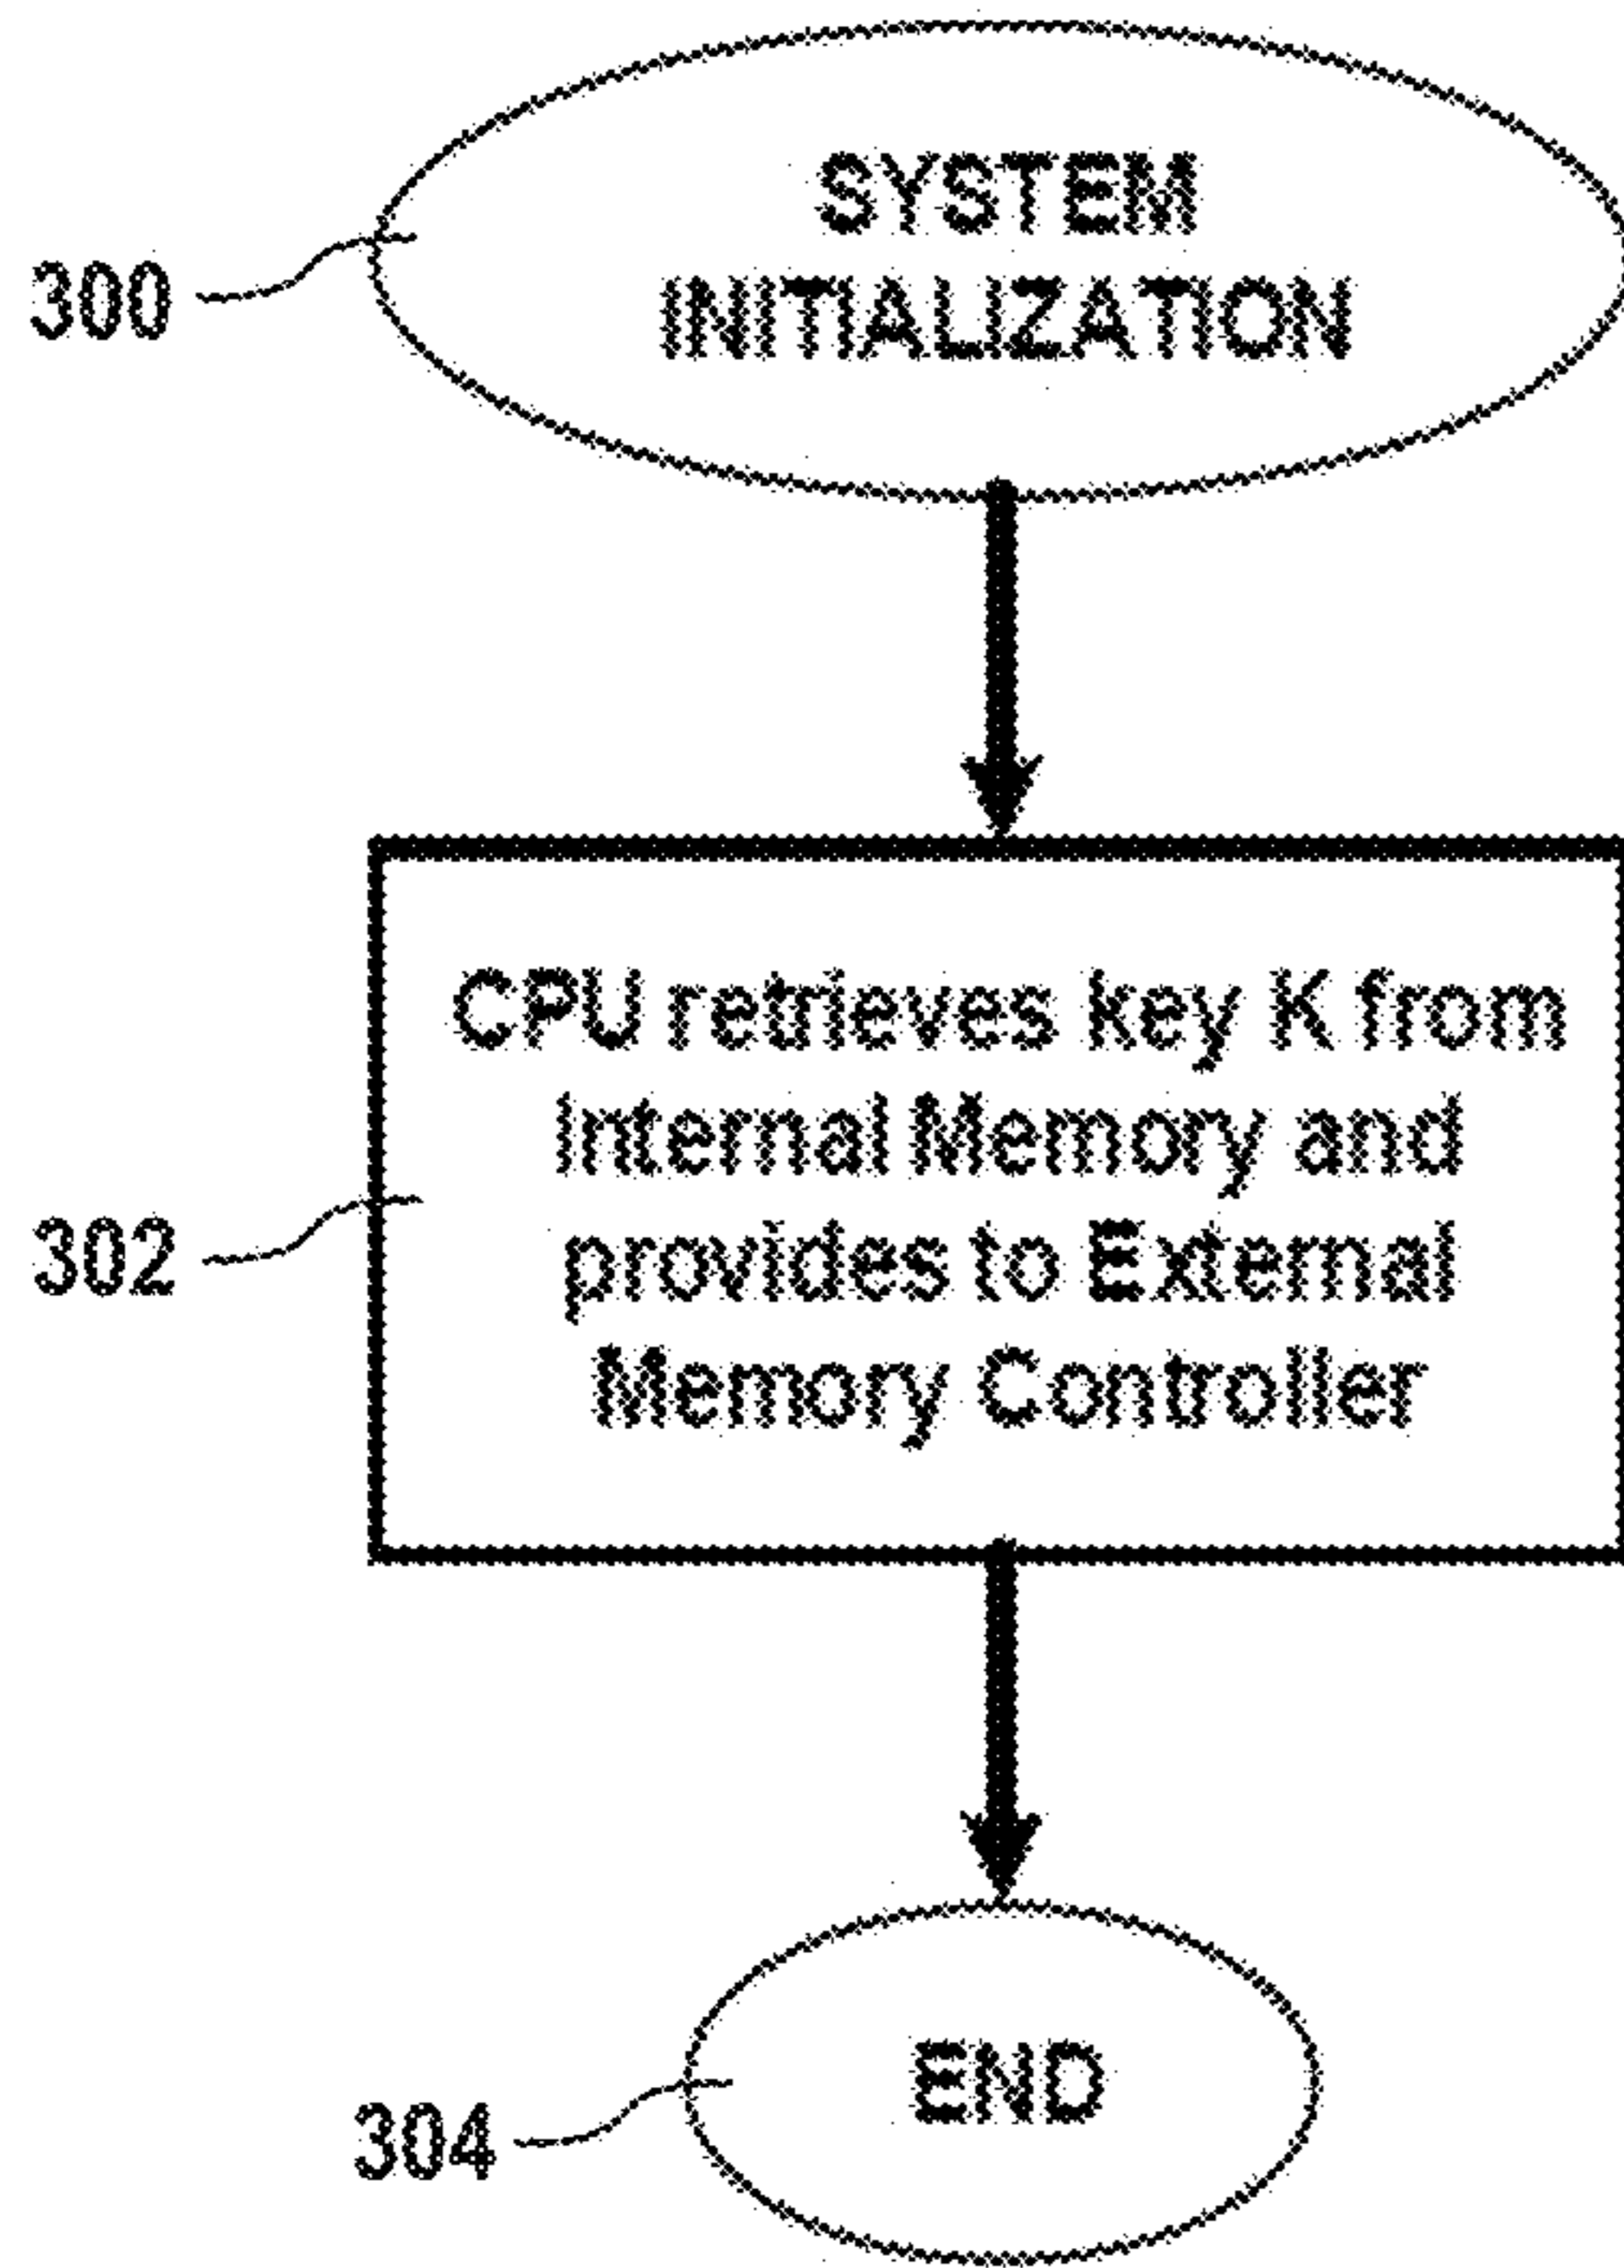 SYSTEM
INITIALIZATION
300
CPU retrieves key K from
Internal Memory and
provides to External
Memory Controller
302
END
304